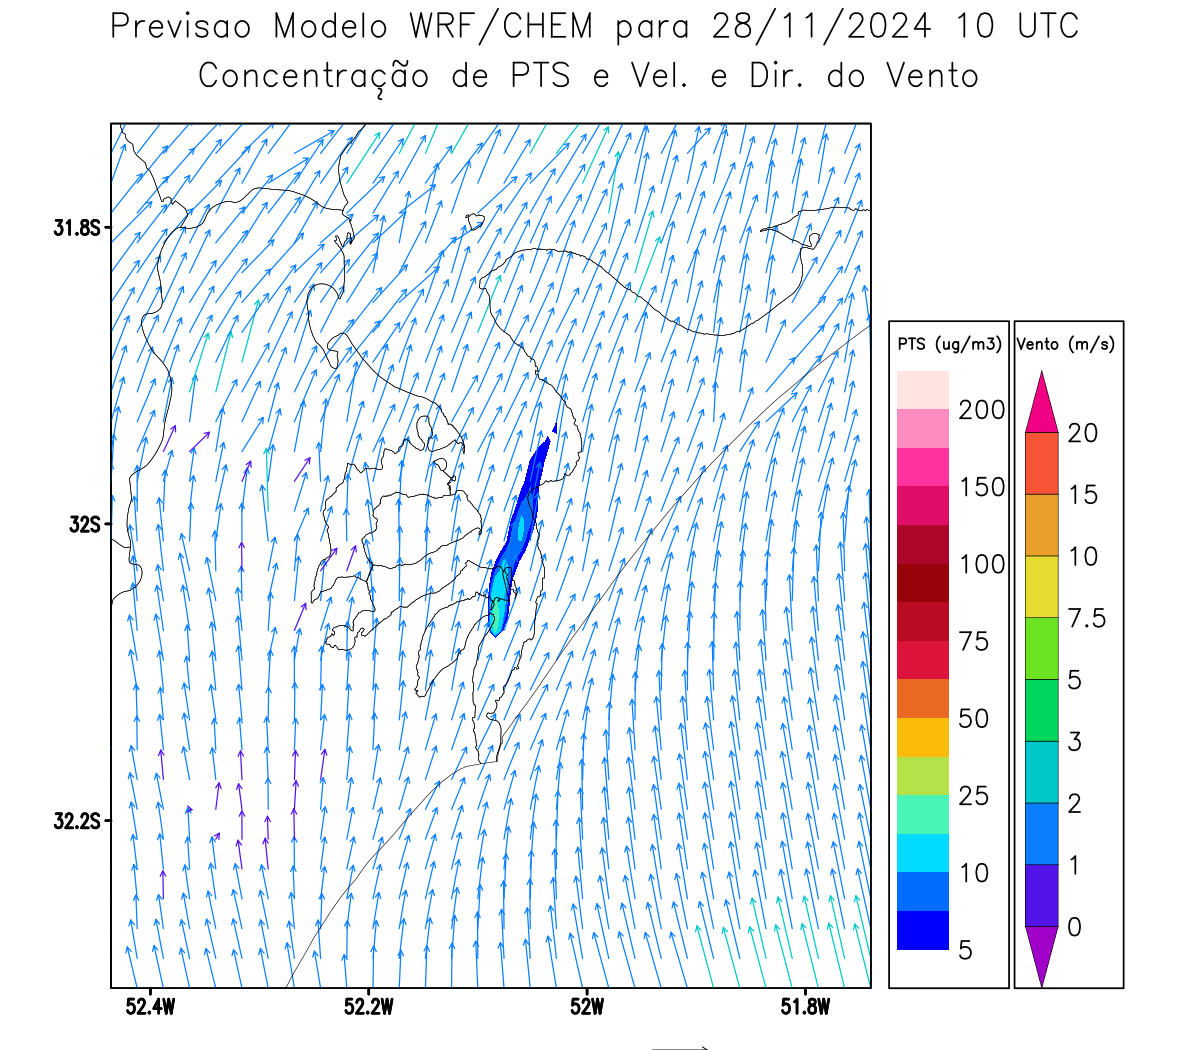 Previsao Modelo WRF/CHEM para 28/11/2024 10 UTC
Concentração de PTS e Vel. e Dir. do Vento
31.8S
32S
32.2S
52.4W 52.2W 52W 51.8W
PTS (ug/m3)
200
150
100
75
50
25
10
5
Vento (m/s)
20
15
10
7.5
5
3
2
1
0